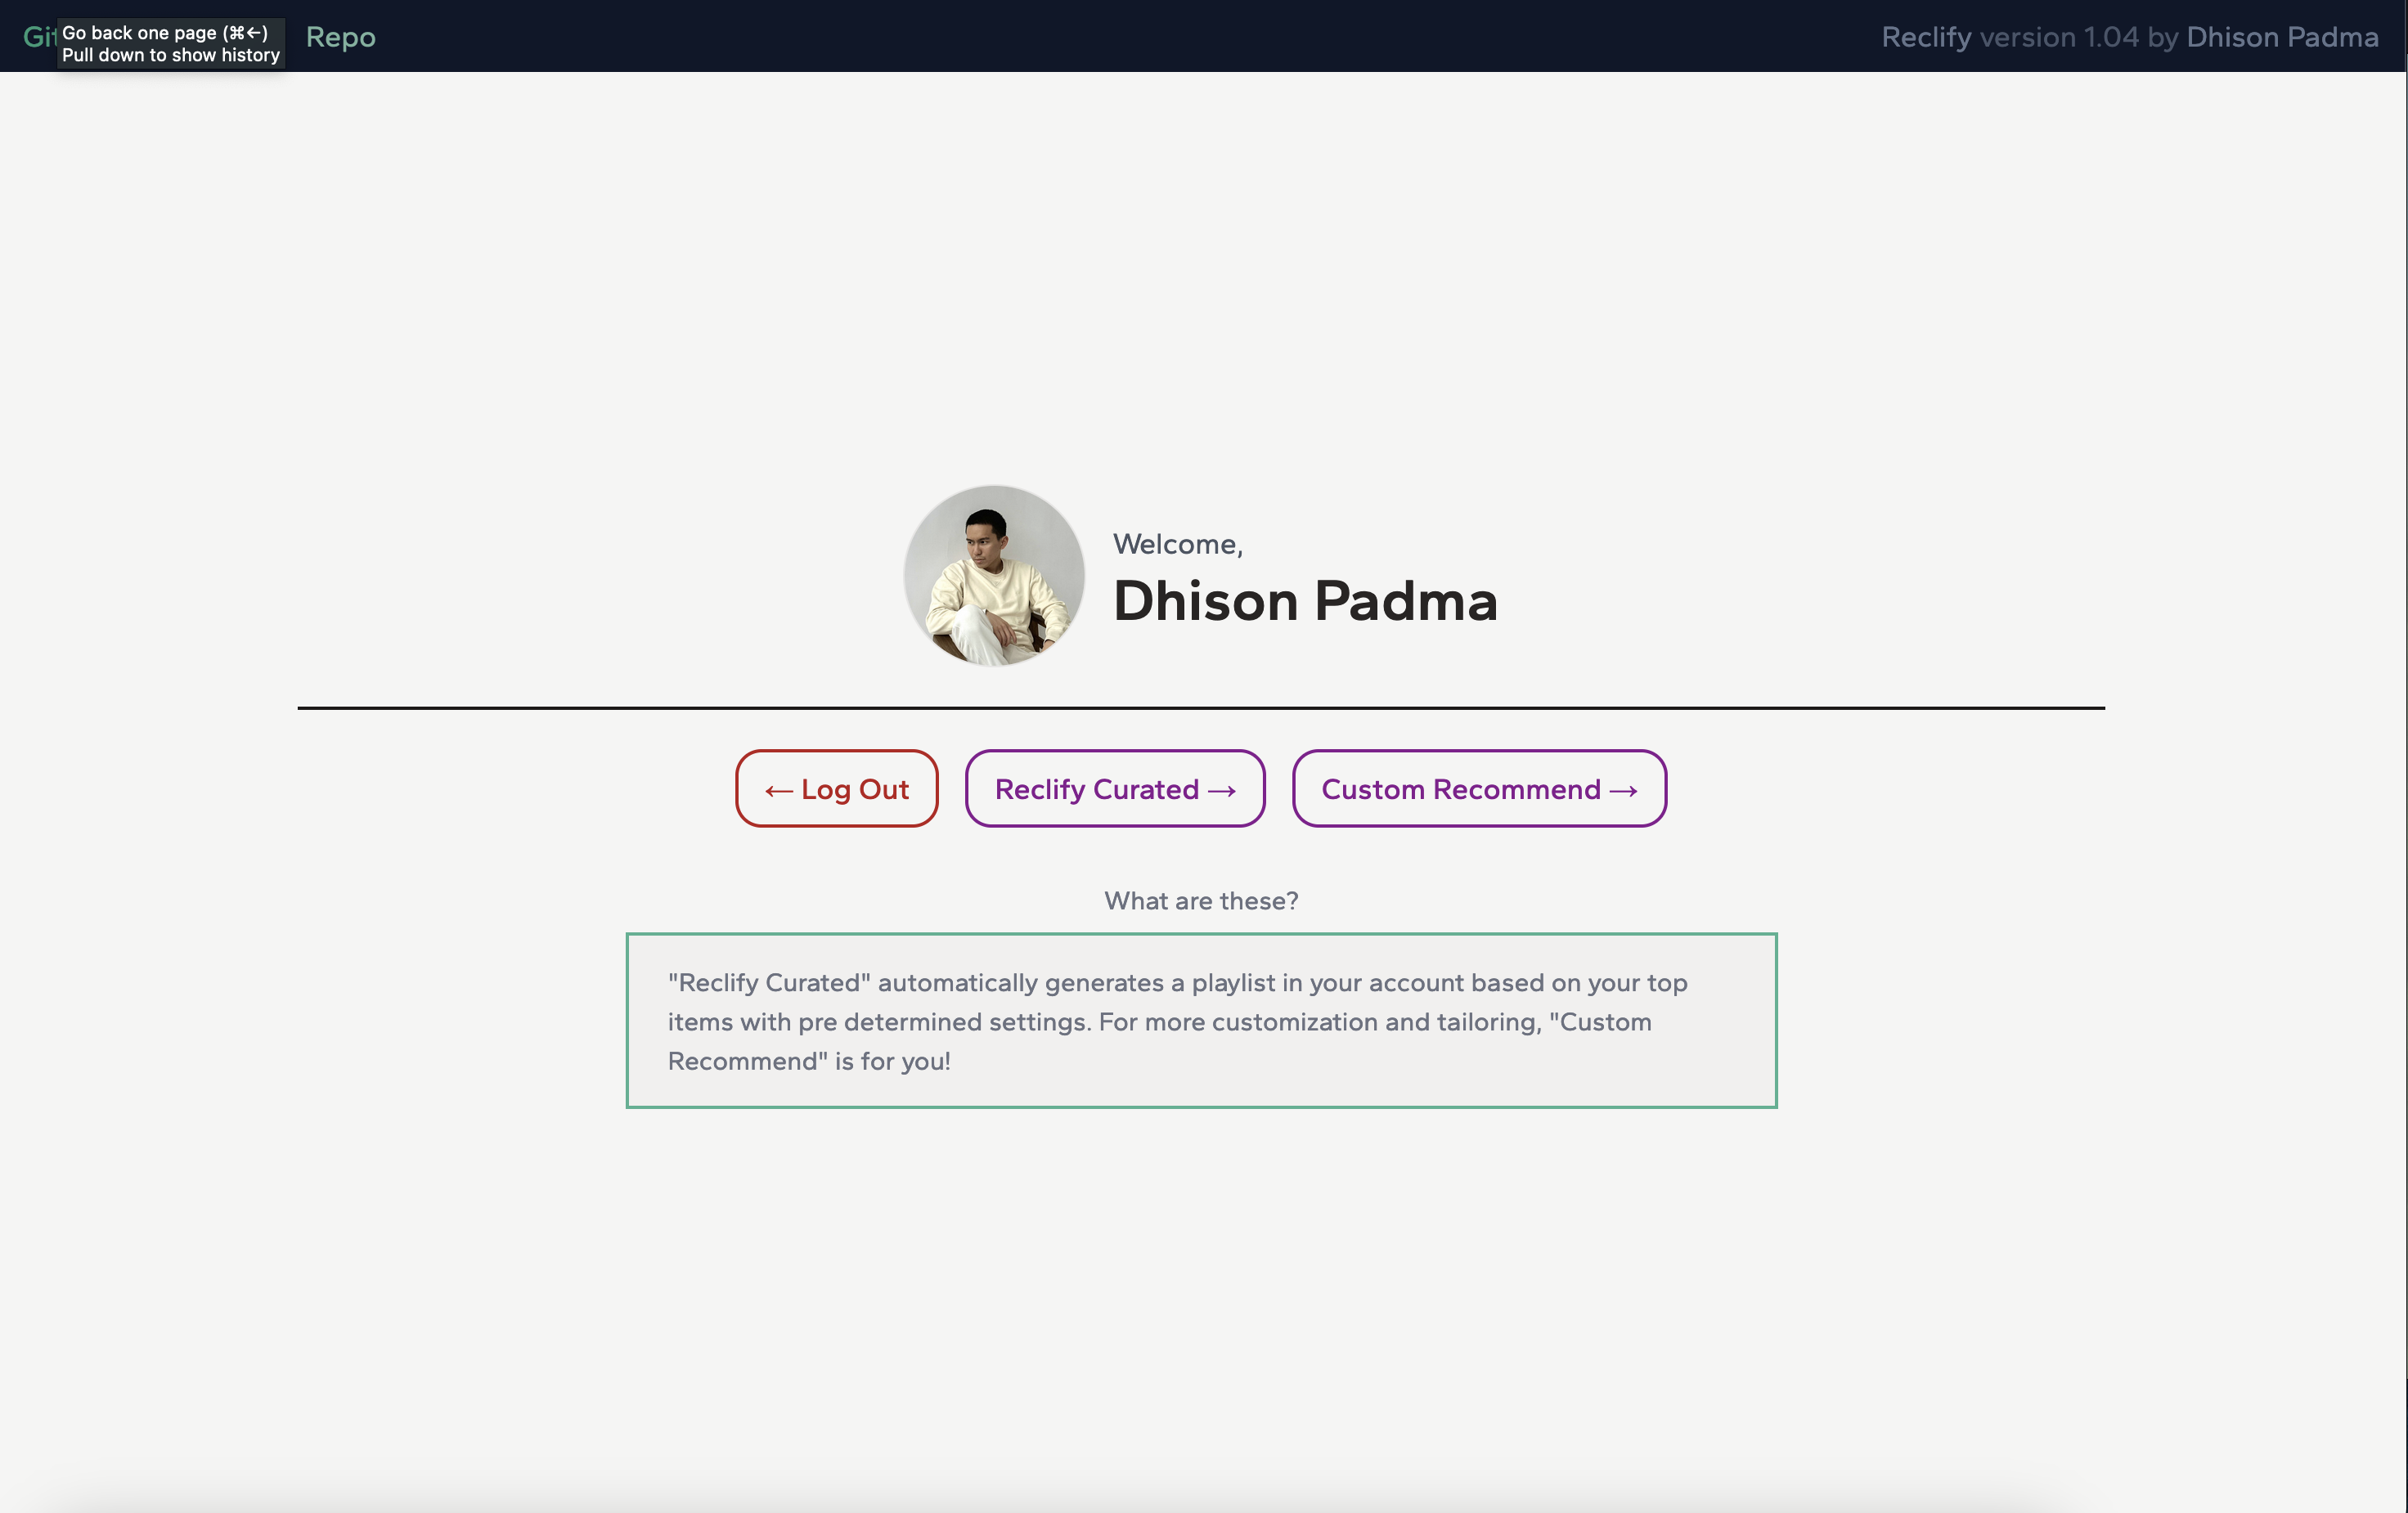 Go back one page (⌘←)
Pull down to show history
Repo
Reclify version 1.04 by Dhison Padma
Welcome,
Dhison Padma
← Log Out
Reclify Curated →
Custom Recommend →
What are these?
"Reclify Curated" automatically generates a playlist in your account based on your top
items with pre determined settings. For more customization and tailoring, "Custom
Recommend" is for you!